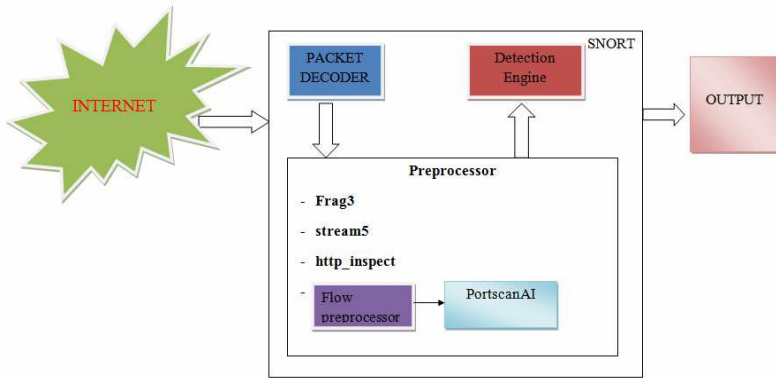 SNORT
PACKET
DECODER
Detection
Engine
INTERNET
OUTPUT
Preprocessor
- Frag3
- stream5
- http_inspect
-
Flow
preprocessor
PortscanAI